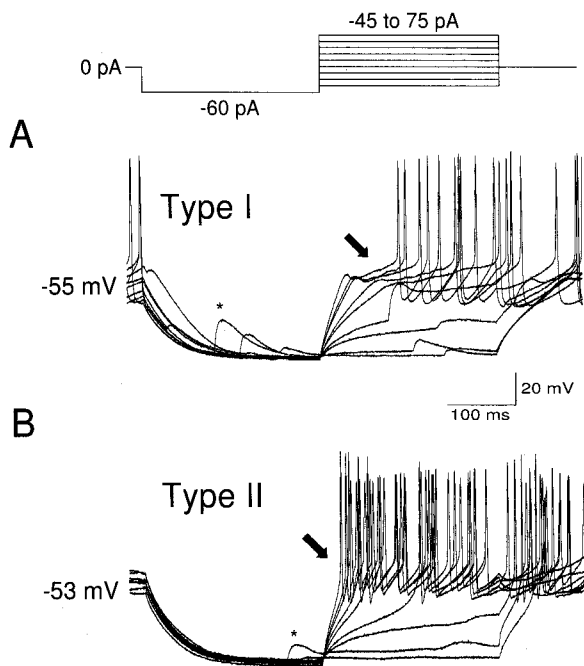 -45 to 75 pA
0 pA
-60 pA
A
Type I
-55 mV
*
20 mV
100 ms
B
Type II
-53 mV
*